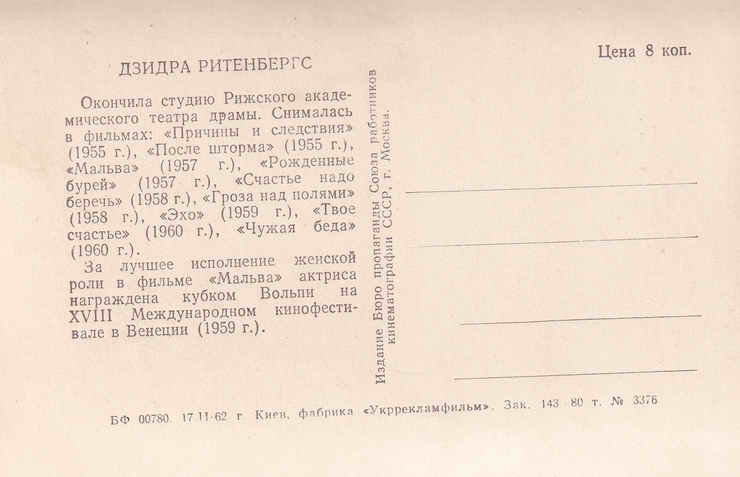 ДЗИДРА РИТЕНБЕРГС
Окончила студию Рижского акаде-
мического театра драмы. Снималась
в фильмах: «Причины и следствия»
(1955 г.), «После шторма» (1955 г.),
«Мальва» (1957 г.), «Рожденные
бурей» (1957 г.), «Счастье надо
беречь» (1958 г.), «Гроза над полями»
(1958 г.), «Эхо» (1959 г.), «Твое
счастье» (1960 г.), «Чужая беда»
(1960 г.).
За лучшее исполнение женской
роли в фильме «Мальва» актриса
награждена кубком Вольпи на
XVIII Международном кинофести-
вале в Венеции (1959 г.).
Издание Бюро пропаганды Союза работников
кинематографии СССР, г. Москва.
Цена 8 коп.
БФ 00780. 17.II-62 г. Киев, фабрика «Укррекламфильм». Зак. 143 80 т. № 3376